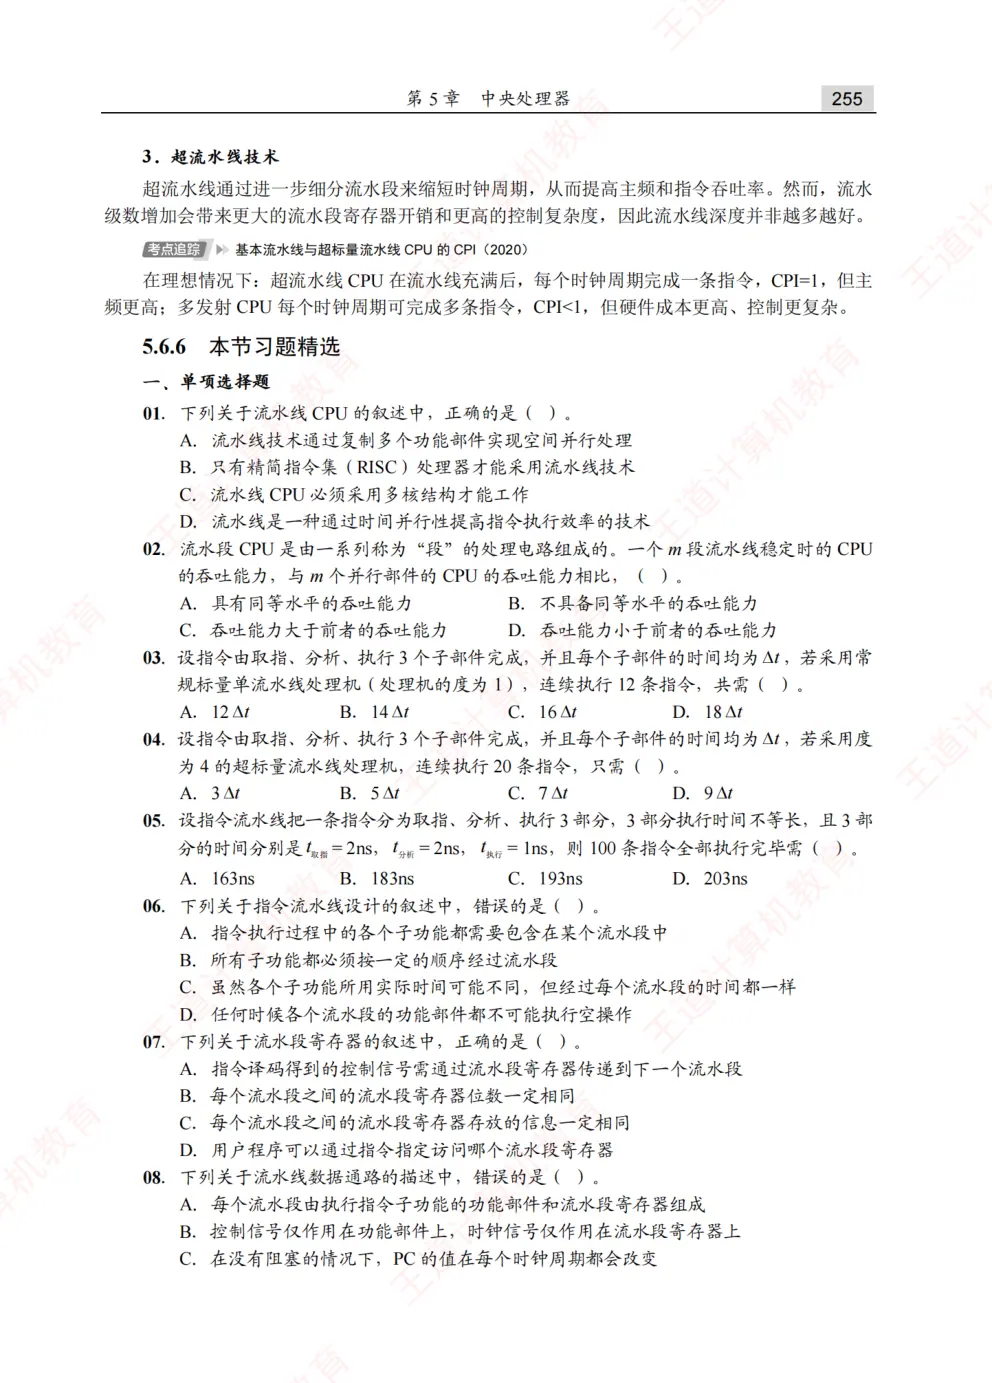 第 5 章 中央处理器 255
3．超流水线技术
超流水线通过进一步细分流水段来缩短时钟周期，从而提高主频和指令吞吐率。然而，流水
级数增加会带来更大的流水段寄存器开销和更高的控制复杂度，因此流水线深度并非越多越好。
考点追踪 基本流水线与超标量流水线 CPU 的 CPI（2020）
在理想情况下：超流水线 CPU 在流水线充满后，每个时钟周期完成一条指令，CPI=1，但主
频更高；多发射 CPU 每个时钟周期可完成多条指令，CPI<1，但硬件成本更高、控制更复杂。
5.6.6 本节习题精选
一、单项选择题
01. 下列关于流水线 CPU 的叙述中，正确的是（ ）。
A. 流水线技术通过复制多个功能部件实现空间并行处理
B. 只有精简指令集（RISC）处理器才能采用流水线技术
C. 流水线 CPU 必须采用多核结构才能工作
D. 流水线是一种通过时间并行性提高指令执行效率的技术
02. 流水段 CPU 是由一系列称为“段”的处理电路组成的。一个 m 段流水线稳定时的 CPU
的吞吐能力，与 m 个并行部件的 CPU 的吞吐能力相比，（ ）。
A. 具有同等水平的吞吐能力 B. 不具备同等水平的吞吐能力
C. 吞吐能力大于前者的吞吐能力 D. 吞吐能力小于前者的吞吐能力
03. 设指令由取指、分析、执行 3 个子部件完成，并且每个子部件的时间均为 Δt，若采用常
规标量单流水线处理机（处理机的度为 1），连续执行 12 条指令，共需（ ）。
A. 12Δt B. 14Δt C. 16Δt D. 18Δt
04. 设指令由取指、分析、执行 3 个子部件完成，并且每个子部件的时间均为 Δt，若采用度
为 4 的超标量流水线处理机，连续执行 20 条指令，只需（ ）。
A. 3Δt B. 5Δt C. 7Δt D. 9Δt
05. 设指令流水线把一条指令分为取指、分析、执行 3 部分，3 部分执行时间不等长，且 3 部
分的时间分别是 t取指 = 2ns，t分析 = 2ns，t执行 = 1ns，则 100 条指令全部执行完毕需（ ）。
A. 163ns B. 183ns C. 193ns D. 203ns
06. 下列关于指令流水线设计的叙述中，错误的是（ ）。
A. 指令执行过程中的各个子功能都需要包含在某个流水段中
B. 所有子功能都必须按一定的顺序经过流水段
C. 虽然各个子功能所用实际时间可能不同，但经过每个流水段的时间都一样
D. 任何时候各个流水段的功能部件都不可能执行空操作
07. 下列关于流水段寄存器的叙述中，正确的是（ ）。
A. 指令译码得到的控制信号需通过流水段寄存器传递到下一个流水段
B. 每个流水段之间的流水段寄存器位数一定相同
C. 每个流水段之间的流水段寄存器存放的信息一定相同
D. 用户程序可以通过指令指定访问哪个流水段寄存器
08. 下列关于流水线数据通路的描述中，错误的是（ ）。
A. 每个流水段由执行指令子功能的功能部件和流水段寄存器组成
B. 控制信号仅作用在功能部件上，时钟信号仅作用在流水段寄存器上
C. 在没有阻塞的情况下，PC 的值在每个时钟周期都会改变